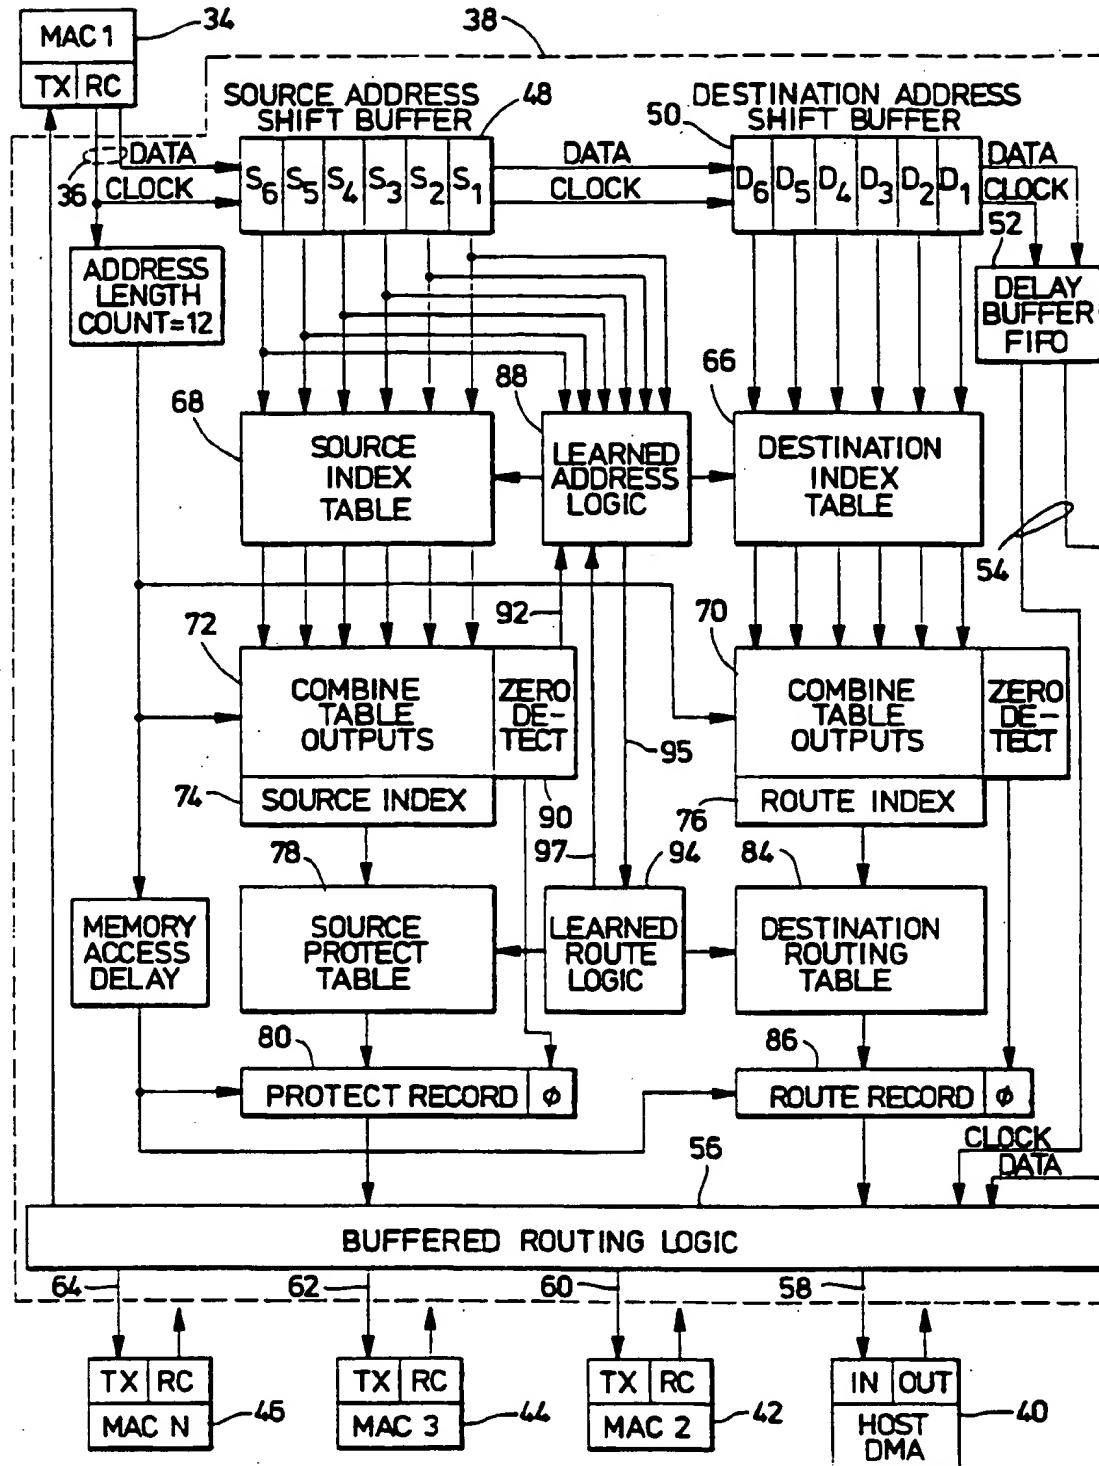 MAC 1
34
38
TX RC
SOURCE ADDRESS
SHIFT BUFFER
48
DESTINATION ADDRESS
SHIFT BUFFER
50
36
DATA
CLOCK
S6 S5 S4 S3 S2 S1
DATA
CLOCK
D6 D5 D4 D3 D2 D1
DATA
CLOCK
52
ADDRESS
LENGTH
COUNT=12
DELAY
BUFFER
FIFO
68
SOURCE
INDEX
TABLE
88
LEARNED
ADDRESS
LOGIC
66
DESTINATION
INDEX
TABLE
54
92
72
COMBINE
TABLE
OUTPUTS
ZERO
DE-
TECT
95
70
COMBINE
TABLE
OUTPUTS
ZERO
DE-
TECT
74
SOURCE INDEX
90
76
ROUTE INDEX
78
97
94
84
MEMORY
ACCESS
DELAY
SOURCE
PROTECT
TABLE
LEARNED
ROUTE
LOGIC
DESTINATION
ROUTING
TABLE
80
PROTECT RECORD ϕ
86
ROUTE RECORD ϕ
56
CLOCK
DATA
BUFFERED ROUTING LOGIC
64
62
60
58
TX RC
MAC N
46
TX RC
MAC 3
44
TX RC
MAC 2
42
IN OUT
HOST
DMA
40